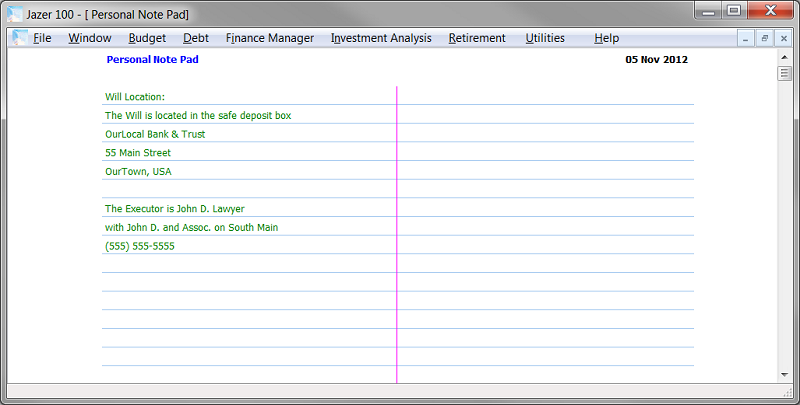 Jazer 100 - [ Personal Note Pad]
File Window Budget Debt Finance Manager Investment Analysis Retirement Utilities Help
Personal Note Pad 05 Nov 2012
Will Location:
The Will is located in the safe deposit box
OurLocal Bank & Trust
55 Main Street
OurTown, USA
The Executor is John D. Lawyer
with John D. and Assoc. on South Main
(555) 555-5555